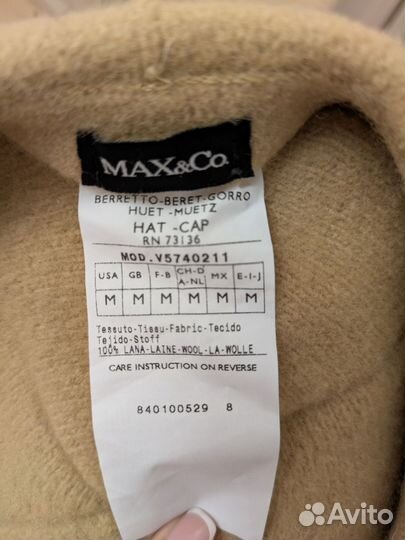 MAX&Co.
BERRETTO-BERET-GORRO
HUET -MUETZ
HAT -CAP
RN 73136
MOD.V5740211
USA GB F-B CH-D A-NL MX E-I-J
M M M M M M
Tessuto-Tissu-Fabric-Tecido
Tejido-Stoff
100% LANA-LAINE-WOOL-LA-WOLLE
CARE INSTRUCTION ON REVERSE
840100529 8
Avito